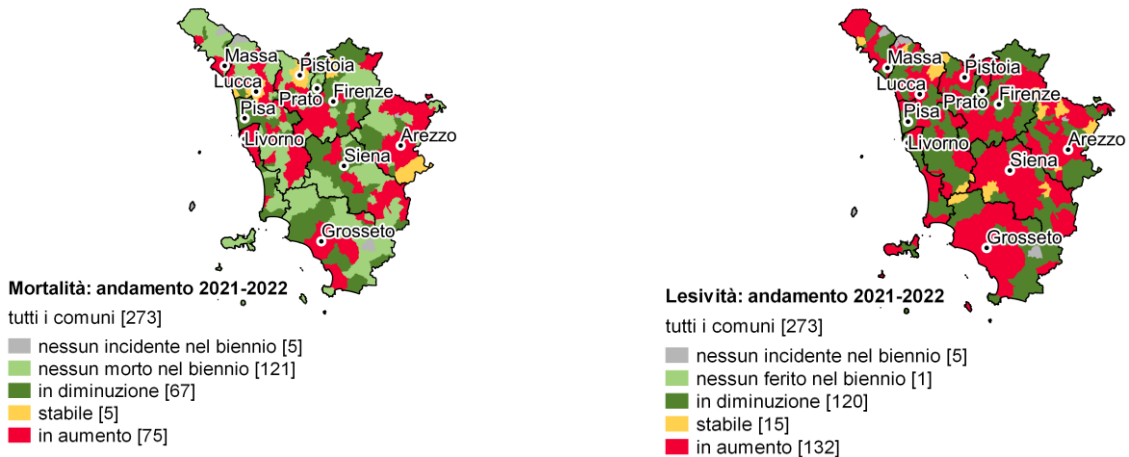 Massa
Pistoia
Lucca
Prato
Firenze
Pisa
Livorno
Arezzo
Siena
Grosseto
Mortalità: andamento 2021-2022
tutti i comuni [273]
nessun incidente nel biennio [5]
nessun morto nel biennio [121]
in diminuzione [67]
stabile [5]
in aumento [75]
Massa
Pistoia
Lucca
Prato
Firenze
Pisa
Livorno
Arezzo
Siena
Grosseto
Lesività: andamento 2021-2022
tutti i comuni [273]
nessun incidente nel biennio [5]
nessun ferito nel biennio [1]
in diminuzione [120]
stabile [15]
in aumento [132]